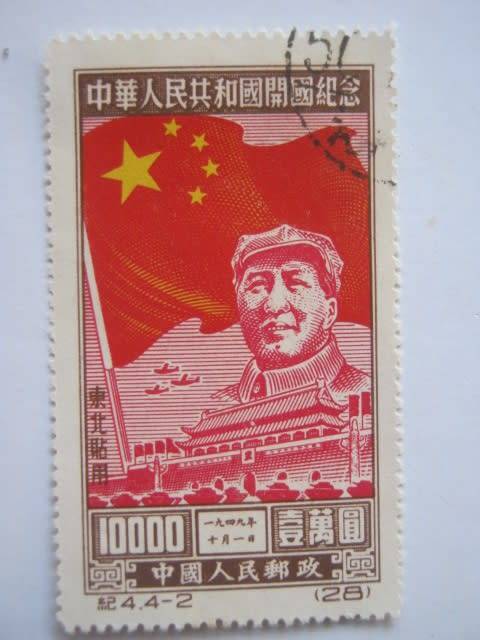 中華人民共和國開國紀念
東北貼用
10000
一九四九年
十月一日
壹萬圓
中國人民郵政
紀4.4-2
(28)